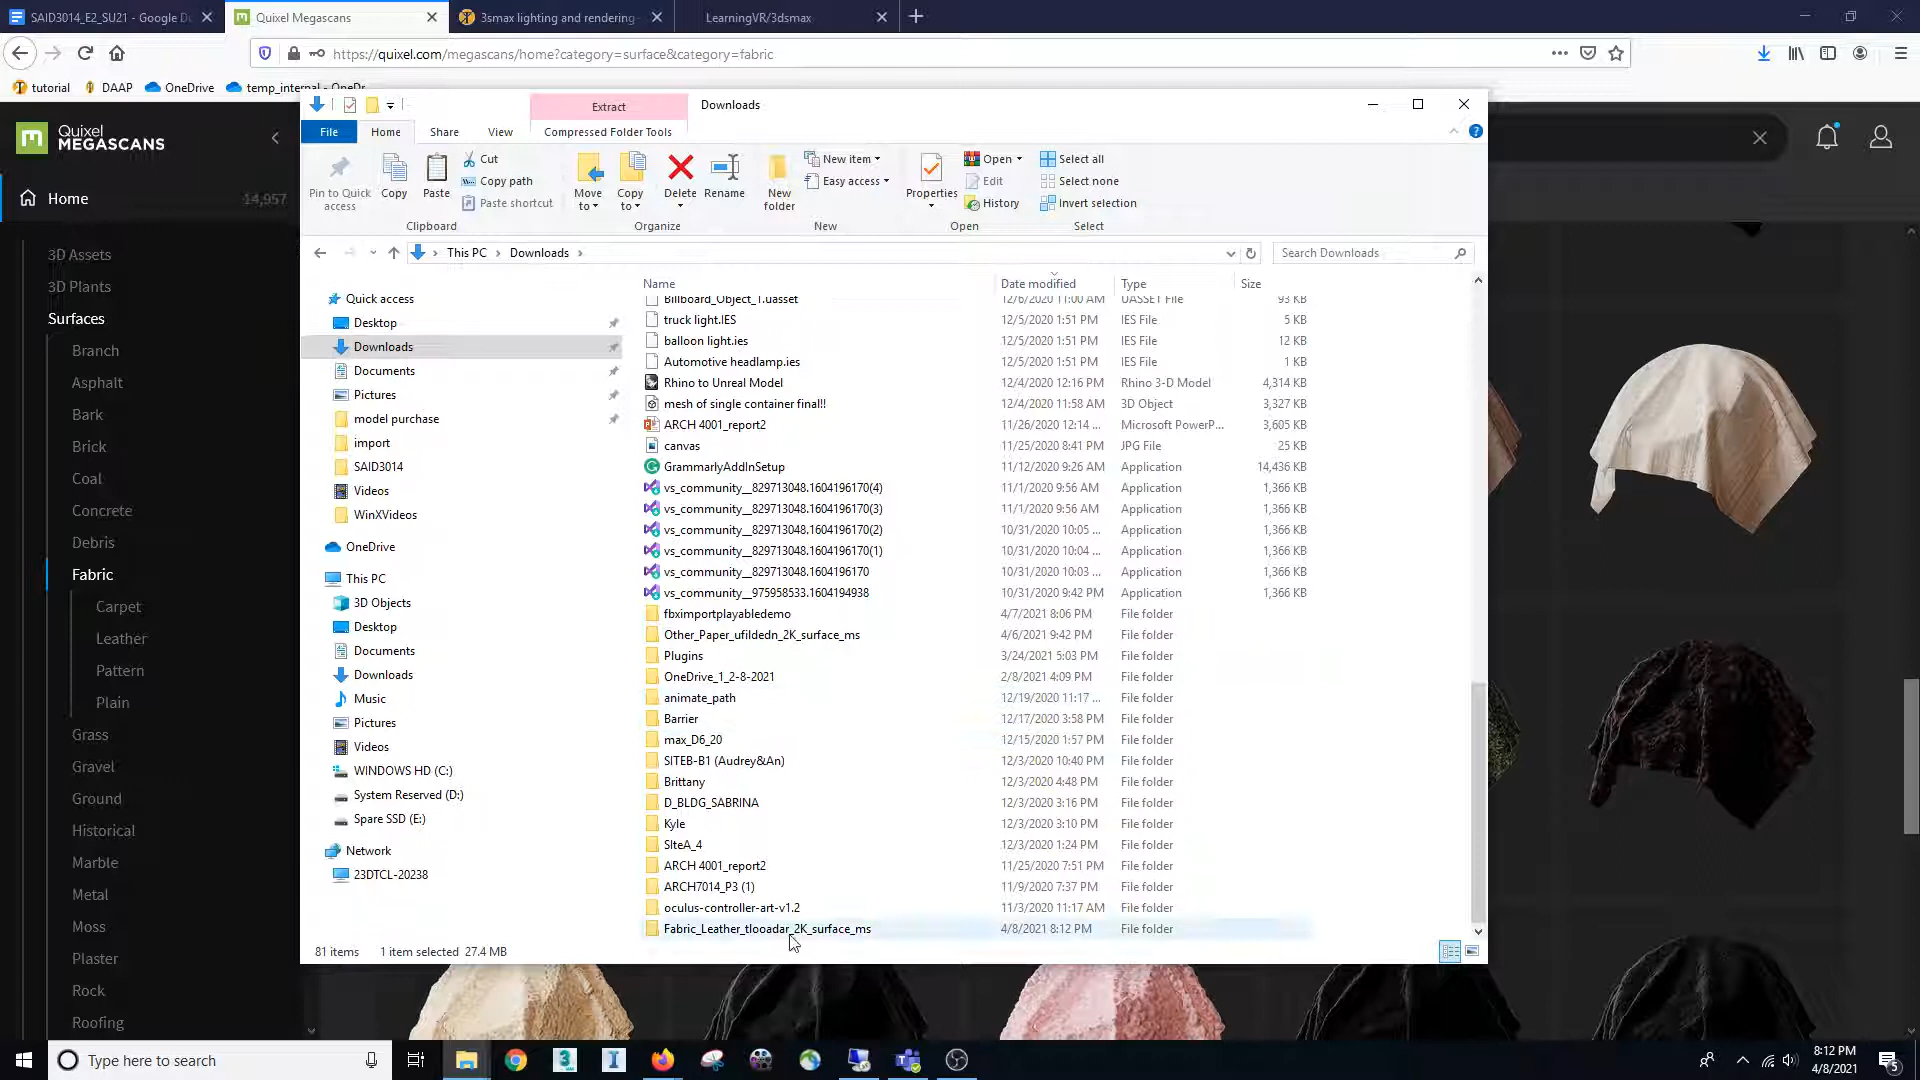 SAID3014_E2_SU21 - Google D
Quixel Megascans
3smax lighting and rendering
LearningVR/3dsmax
https://quixel.com/megascans/home?category=surface&category=fabric
tutorial
DAAP
OneDrive
temp_internal - OneDr
Quixel
MEGASCANS
Home
14,957
3D Assets
3D Plants
Surfaces
Branch
Asphalt
Bark
Brick
Coal
Concrete
Debris
Fabric
Carpet
Leather
Pattern
Plain
Grass
Gravel
Ground
Historical
Marble
Metal
Moss
Plaster
Rock
Roofing
Extract
Downloads
File
Home
Share
View
Compressed Folder Tools
Pin to Quick access
Copy
Paste
Cut
Copy path
Paste shortcut
Clipboard
Move to
Copy to
Delete
Rename
Organize
New folder
New item
Easy access
New
Properties
Open
Edit
History
Open
Select all
Select none
Invert selection
Select
This PC
Downloads
Search Downloads
Quick access
Desktop
Downloads
Documents
Pictures
model purchase
import
SAID3014
Videos
WinXVideos
OneDrive
This PC
3D Objects
Desktop
Documents
Downloads
Music
Pictures
Videos
WINDOWS HD (C:)
System Reserved (D:)
Spare SSD (E:)
Network
23DTCL-20238
Name Date modified Type Size
Billboard_Object_1.uasset 12/6/2020 11:00 AM UASSET File 93 KB
truck light.IES 12/5/2020 1:51 PM IES File 5 KB
balloon light.ies 12/5/2020 1:51 PM IES File 12 KB
Automotive headlamp.ies 12/5/2020 1:51 PM IES File 1 KB
Rhino to Unreal Model 12/4/2020 12:16 PM Rhino 3-D Model 4,314 KB
mesh of single container final!! 12/4/2020 11:58 AM 3D Object 3,327 KB
ARCH 4001_report2 11/26/2020 12:14 ... Microsoft PowerP... 3,605 KB
canvas 11/25/2020 8:41 PM JPG File 25 KB
GrammarlyAddInSetup 11/12/2020 9:26 AM Application 14,436 KB
vs_community__829713048.1604196170(4) 11/1/2020 9:56 AM Application 1,366 KB
vs_community__829713048.1604196170(3) 11/1/2020 9:56 AM Application 1,366 KB
vs_community__829713048.1604196170(2) 10/31/2020 10:05 ... Application 1,366 KB
vs_community__829713048.1604196170(1) 10/31/2020 10:04 ... Application 1,366 KB
vs_community__829713048.1604196170 10/31/2020 10:03 ... Application 1,366 KB
vs_community__975958533.1604194938 10/31/2020 9:42 PM Application 1,366 KB
fbximportplayabledemo 4/7/2021 8:06 PM File folder
Other_Paper_ufildedn_2K_surface_ms 4/6/2021 9:42 PM File folder
Plugins 3/24/2021 5:03 PM File folder
OneDrive_1_2-8-2021 2/8/2021 4:09 PM File folder
animate_path 12/19/2020 11:17 ... File folder
Barrier 12/17/2020 3:58 PM File folder
max_D6_20 12/15/2020 1:57 PM File folder
SITEB-B1 (Audrey&An) 12/3/2020 10:40 PM File folder
Brittany 12/3/2020 4:48 PM File folder
D_BLDG_SABRINA 12/3/2020 3:16 PM File folder
Kyle 12/3/2020 3:10 PM File folder
SIteA_4 12/3/2020 1:24 PM File folder
ARCH 4001_report2 11/25/2020 7:51 PM File folder
ARCH7014_P3 (1) 11/9/2020 7:37 PM File folder
oculus-controller-art-v1.2 11/3/2020 11:17 AM File folder
Fabric_Leather_tlooadar_2K_surface_ms 4/8/2021 8:12 PM File folder
81 items 1 item selected 27.4 MB
Type here to search
8:12 PM
4/8/2021
5